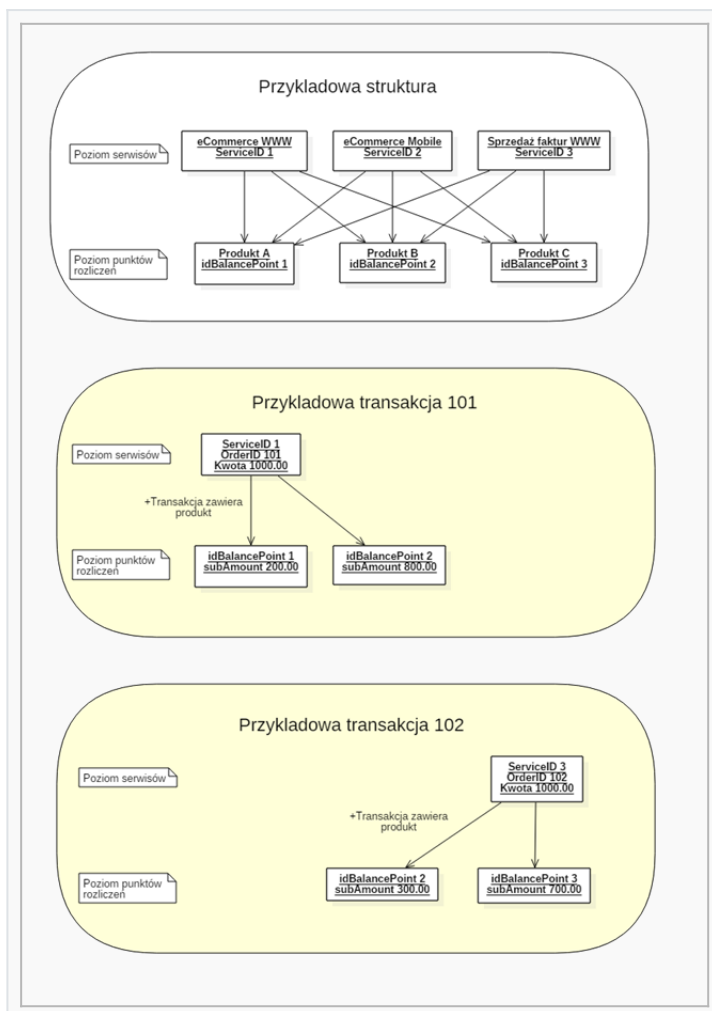 Przykladowa struktura
Poziom serwisów
eCommerce WWW
ServiceID 1
eCommerce Mobile
ServiceID 2
Sprzedaż faktur WWW
ServiceID 3
Poziom punktów
rozliczeń
Produkt A
idBalancePoint 1
Produkt B
idBalancePoint 2
Produkt C
idBalancePoint 3
Przykladowa transakcja 101
Poziom serwisów
ServiceID 1
OrderID 101
Kwota 1000.00
+Transakcja zawiera
produkt
Poziom punktów
rozliczeń
idBalancePoint 1
subAmount 200.00
idBalancePoint 2
subAmount 800.00
Przykladowa transakcja 102
Poziom serwisów
ServiceID 3
OrderID 102
Kwota 1000.00
+Transakcja zawiera
produkt
Poziom punktów
rozliczeń
idBalancePoint 2
subAmount 300.00
idBalancePoint 3
subAmount 700.00